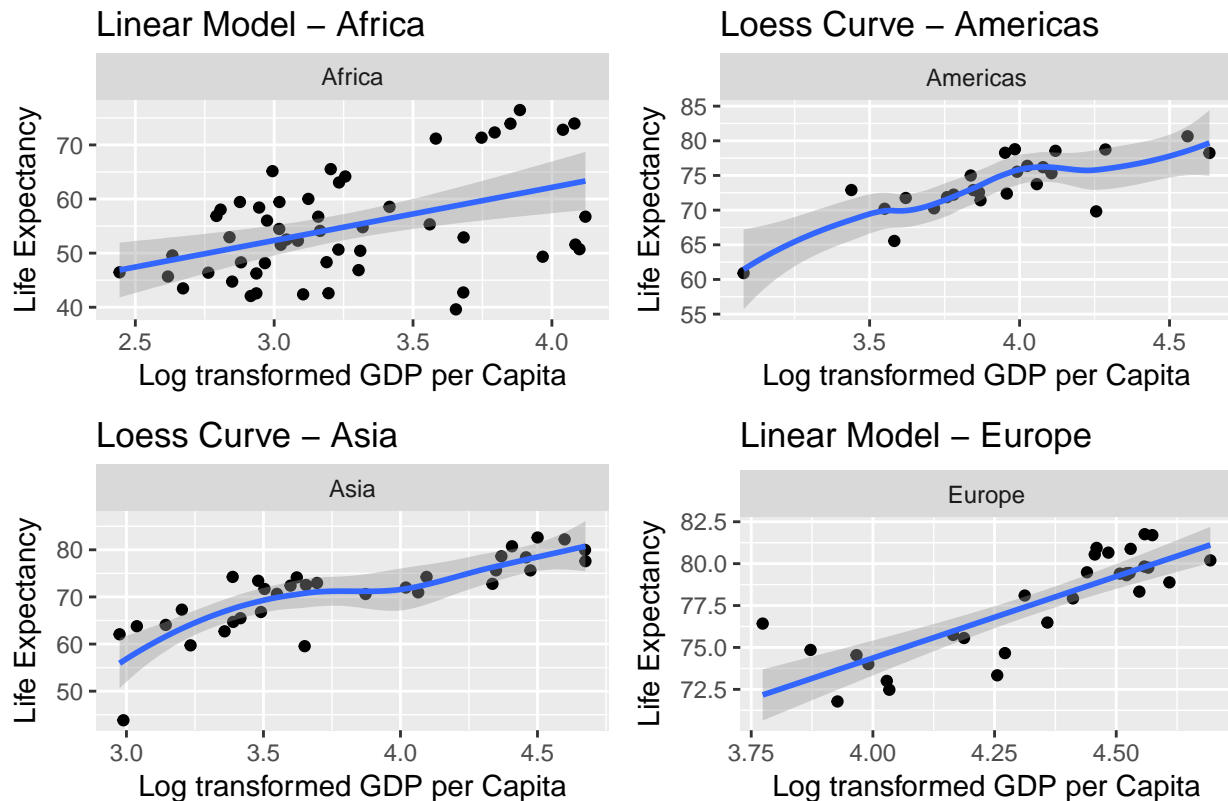 Linear Model – Africa
Africa
Life Expectancy
70
60
50
40
2.5
3.0
3.5
4.0
Log transformed GDP per Capita
Loess Curve – Americas
Americas
Life Expectancy
85
80
75
70
65
60
55
3.5
4.0
4.5
Log transformed GDP per Capita
Loess Curve – Asia
Asia
Life Expectancy
80
70
60
50
3.0
3.5
4.0
4.5
Log transformed GDP per Capita
Linear Model – Europe
Europe
Life Expectancy
82.5
80.0
77.5
75.0
72.5
3.75
4.00
4.25
4.50
Log transformed GDP per Capita